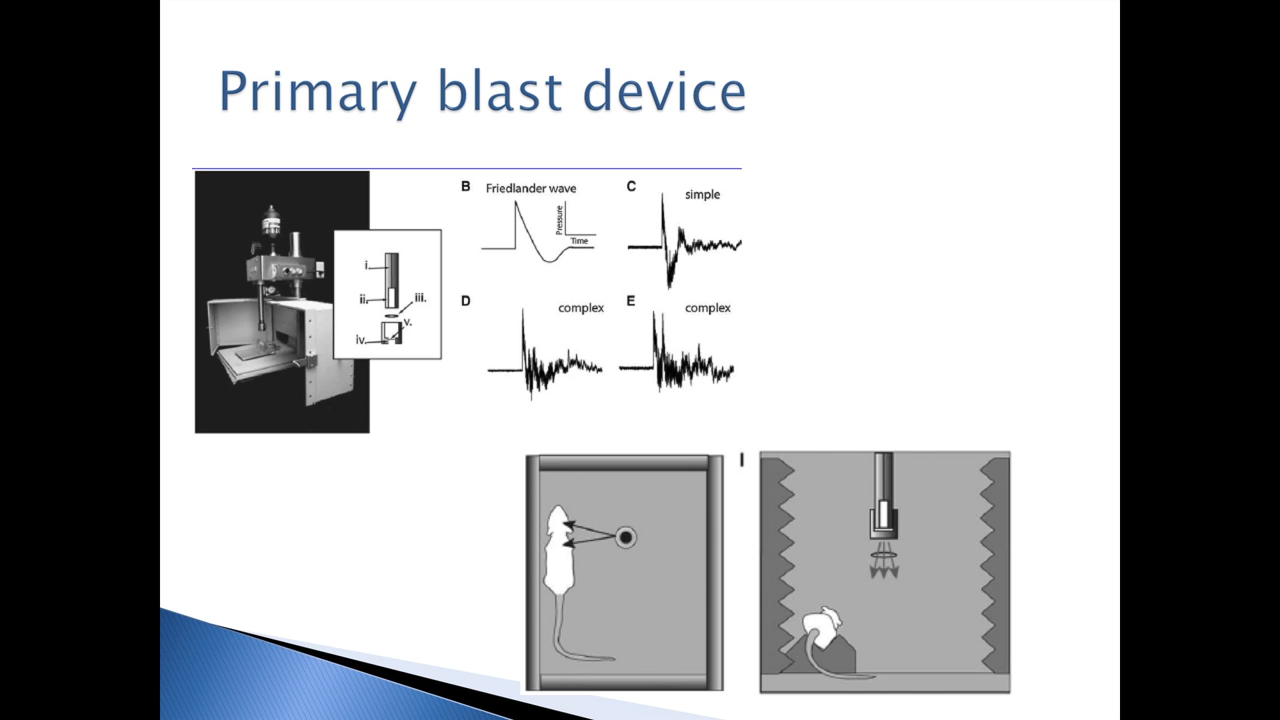 Primary blast device
B
Friedlander wave
Pressure
Time
C
simple
i.
ii.
iii.
iv.
v.
D
complex
E
complex
I